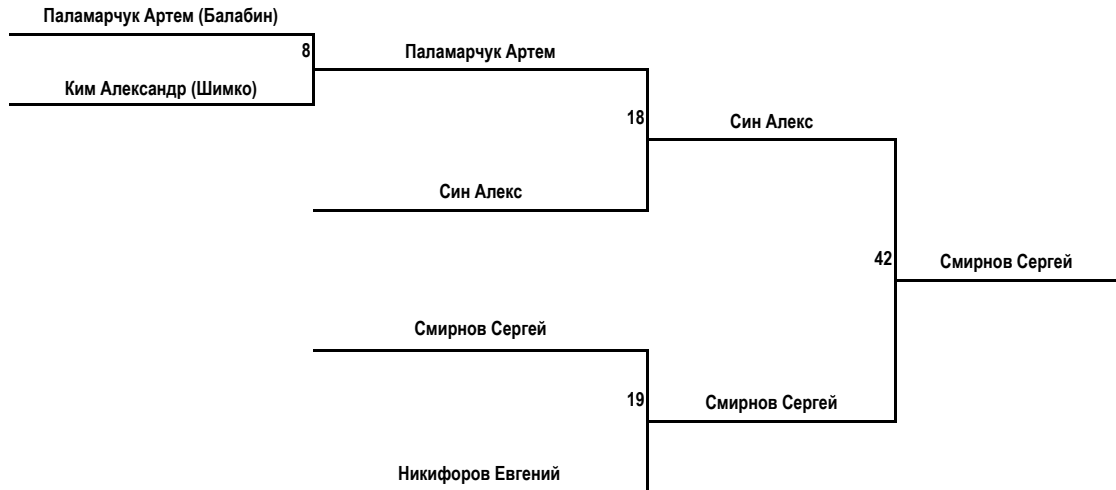 Паламарчук Артем (Балабин)
8
Паламарчук Артем
Ким Александр (Шимко)
18
Син Алекс
Син Алекс
42
Смирнов Сергей
Смирнов Сергей
19
Смирнов Сергей
Никифоров Евгений